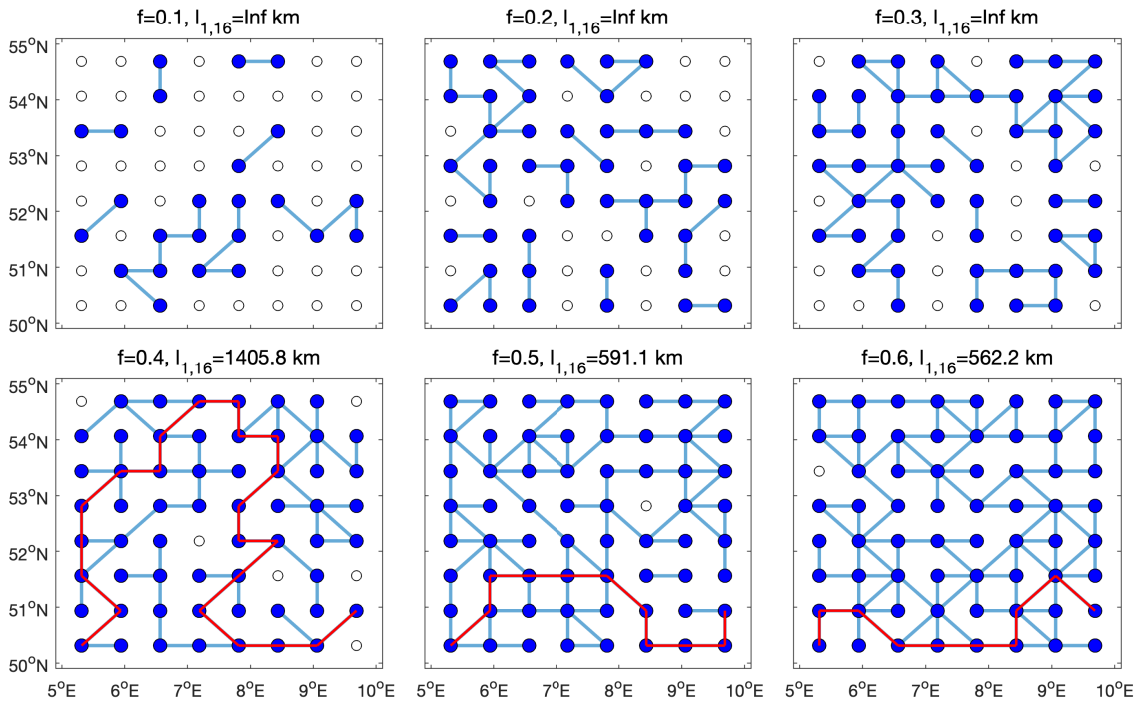 f=0.1, l1,16=Inf km
f=0.2, l1,16=Inf km
f=0.3, l1,16=Inf km
55°N
54°N
53°N
52°N
51°N
50°N
f=0.4, l1,16=1405.8 km
f=0.5, l1,16=591.1 km
f=0.6, l1,16=562.2 km
55°N
54°N
53°N
52°N
51°N
50°N
5°E 6°E 7°E 8°E 9°E 10°E
5°E 6°E 7°E 8°E 9°E 10°E
5°E 6°E 7°E 8°E 9°E 10°E